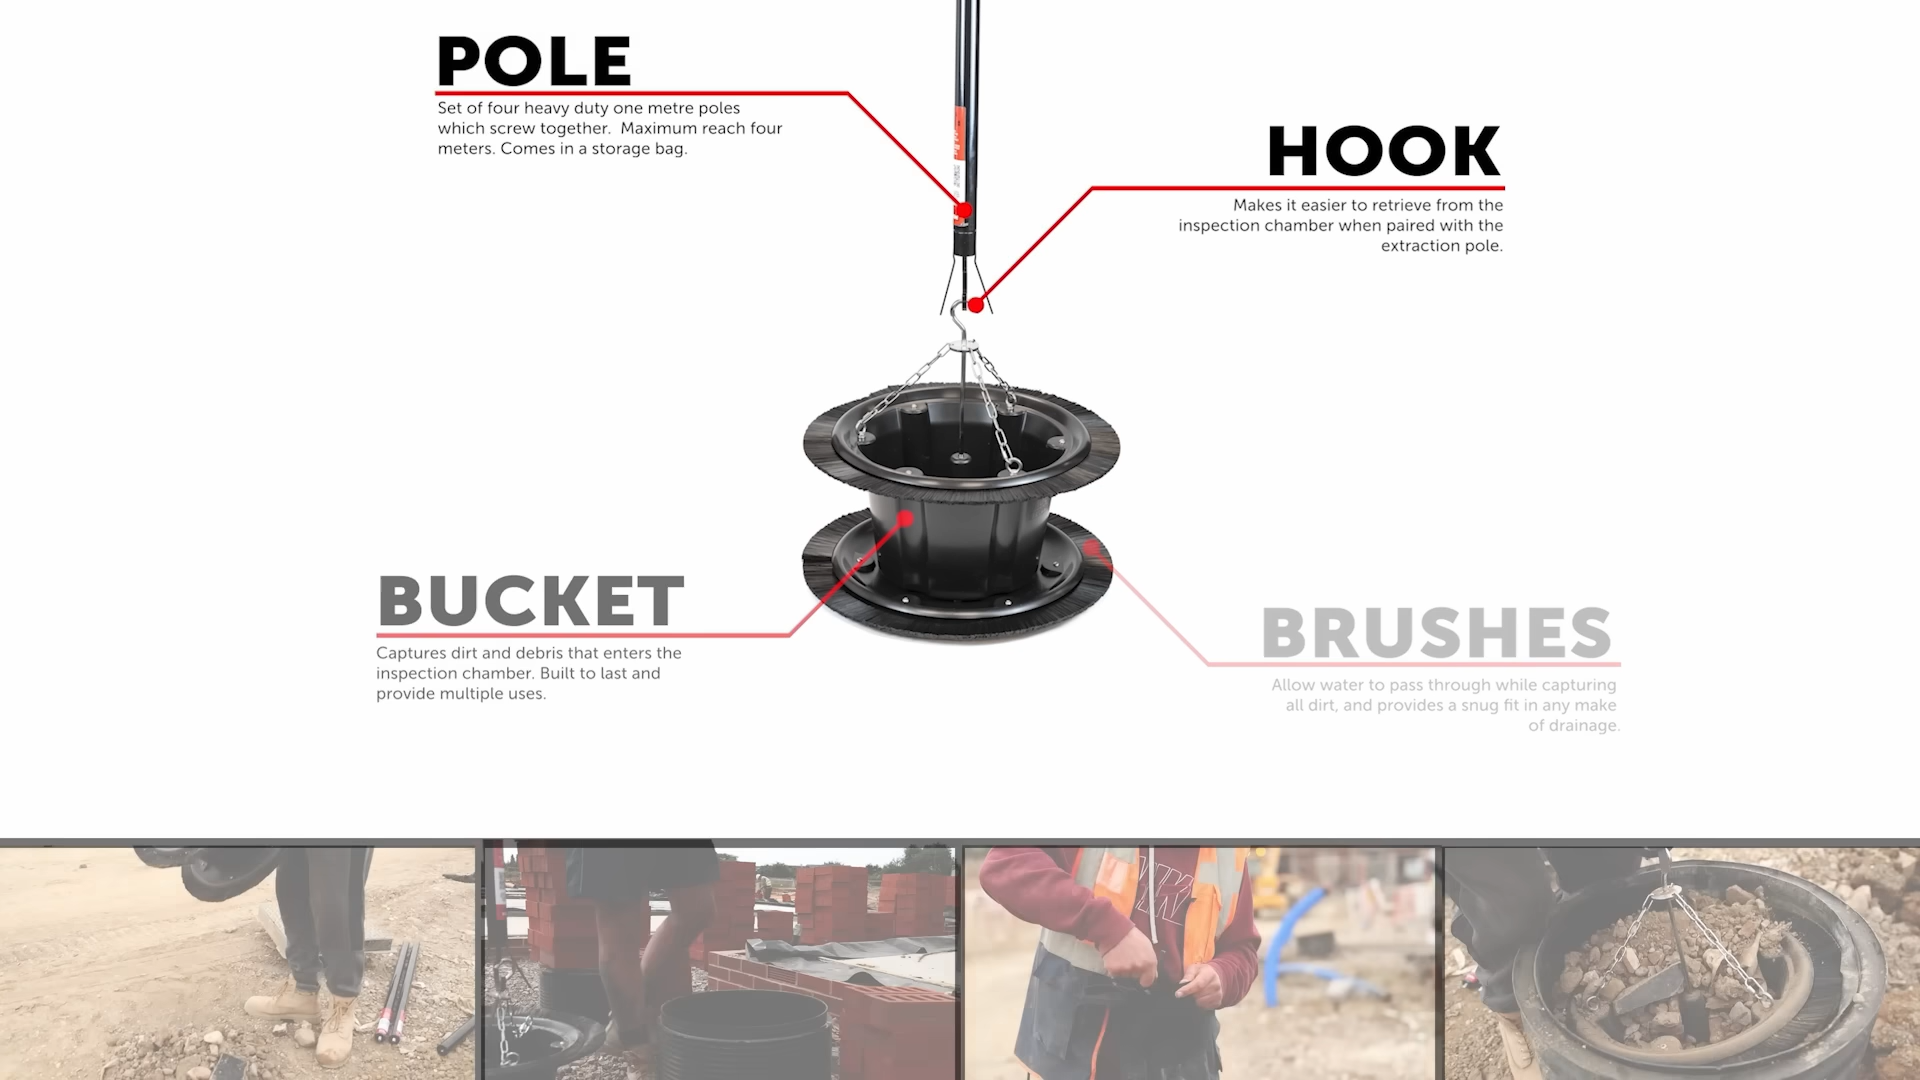 POLE
Set of four heavy duty one metre poles
which screw together.  Maximum reach four
meters. Comes in a storage bag.
HOOK
Makes it easier to retrieve from the
inspection chamber when paired with the
extraction pole.
BUCKET
Captures dirt and debris that enters the
inspection chamber. Built to last and
provide multiple uses.
BRUSHES
Allow water to pass through while capturing
all dirt, and provides a snug fit in any make
of drainage.